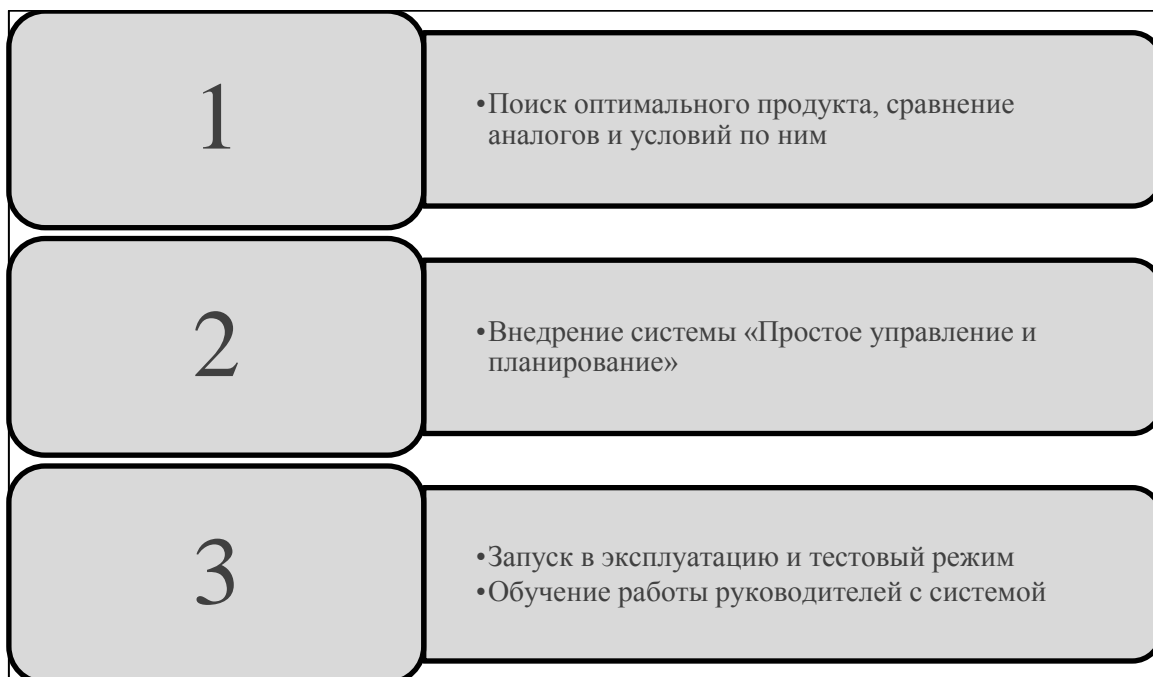 1
•Поиск оптимального продукта, сравнение
аналогов и условий по ним
2
•Внедрение системы «Простое управление и
планирование»
3
•Запуск в эксплуатацию и тестовый режим
•Обучение работы руководителей с системой